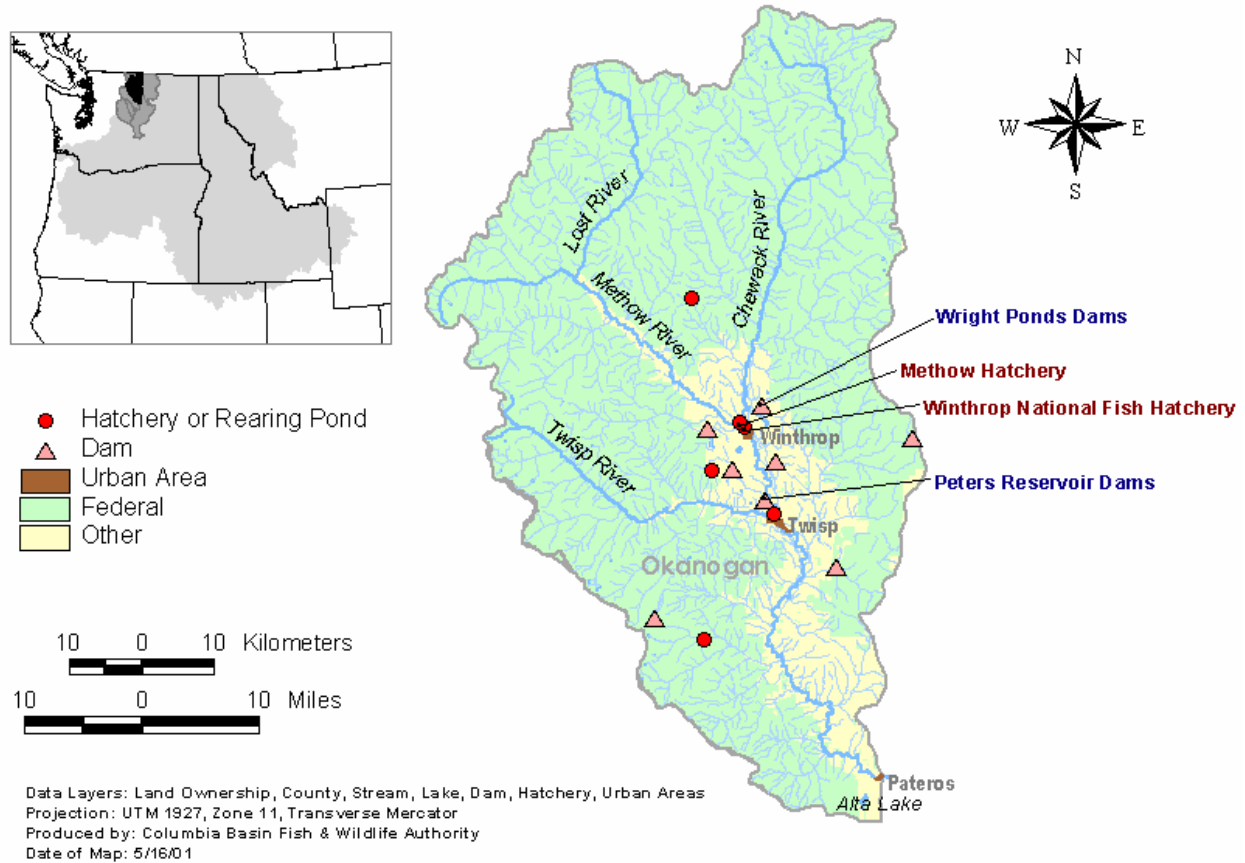 N
W
E
S
Lost River
Chewack River
Methow River
Wright Ponds Dams
Methow Hatchery
Winthrop National Fish Hatchery
Winthrop
Twisp River
Peters Reservoir Dams
Twisp
Okanogan
Pateros
Alta Lake
Hatchery or Rearing Pond
Dam
Urban Area
Federal
Other
10 0 10 Kilometers
10 0 10 Miles
Data Layers: Land Ownership, County, Stream, Lake, Dam, Hatchery, Urban Areas
Projection: UTM 1927, Zone 11, Transverse Mercator
Produced by: Columbia Basin Fish & Wildlife Authority
Date of Map: 5/16/01